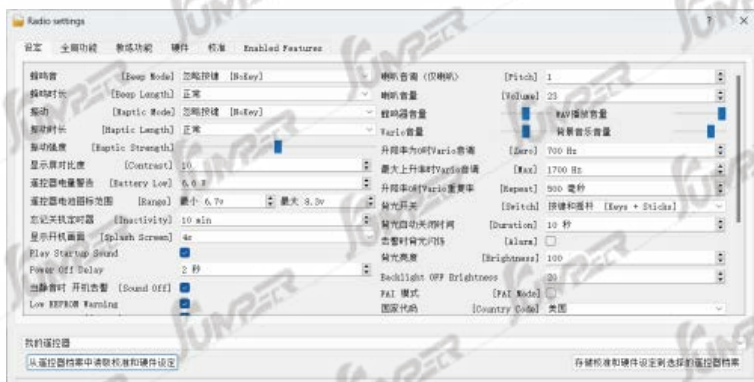 Radio settings
设定 全局功能 教练功能 硬件 校准 Enabled Features
蜂鸣音 [Beep Mode] 忽略按键 [NoKey]
蜂鸣时长 [Beep Length] 正常
振动 [Haptic Mode] 忽略按键 [NoKey]
振动时长 [Haptic Length] 正常
振动强度 [Haptic Strength]
显示屏对比度 [Contrast] 10
遥控器电量警告 [Battery Low] 6.6 V
遥控器电池图标范围 [Range] 最小 6.7v 最大 8.3v
忘记关机定时器 [Inactivity] 10 min
显示开机画面 [Splash Screen] 4s
Play Startup Sound
Power Off Delay 2 秒
当静音时 开机告警 [Sound Off]
Low EEPROM Warning
喇叭音调 (仅喇叭) [Pitch] 1
喇叭音量 [Volume] 23
蜂鸣器音量 WAV播放音量
Vario音量 背景音乐音量
升降率为0时Vario音调 [Zero] 700 Hz
最大上升率时Vario音调 [Max] 1700 Hz
升降率0时Vario重复率 [Repeat] 500 毫秒
背光开关 [Switch] 按键和摇杆 [Keys + Sticks]
背光自动关闭时间 [Duration] 10 秒
告警时背光闪烁 [Alarm]
背光亮度 [Brightness] 100
Backlight OFF Brightness 20
FAI 模式 [FAI Mode]
国家代码 [Country Code] 美国
我的遥控器
从遥控器档案中读取校准和硬件设定 存储校准和硬件设定到选择的遥控器档案
JUMPER